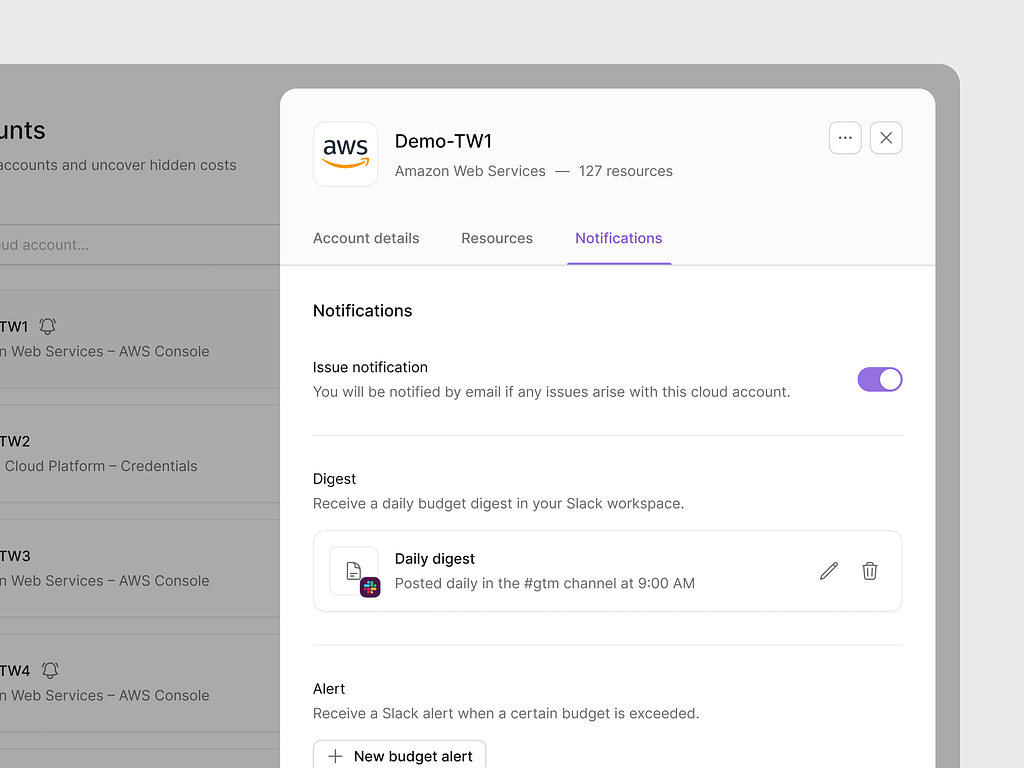 unts
accounts and uncover hidden costs
ud account...
TW1
n Web Services – AWS Console
TW2
Cloud Platform – Credentials
TW3
n Web Services – AWS Console
TW4
n Web Services – AWS Console
aws
Demo-TW1
Amazon Web Services — 127 resources
Account details Resources Notifications
Notifications
Issue notification
You will be notified by email if any issues arise with this cloud account.
Digest
Receive a daily budget digest in your Slack workspace.
Daily digest
Posted daily in the #gtm channel at 9:00 AM
Alert
Receive a Slack alert when a certain budget is exceeded.
New budget alert